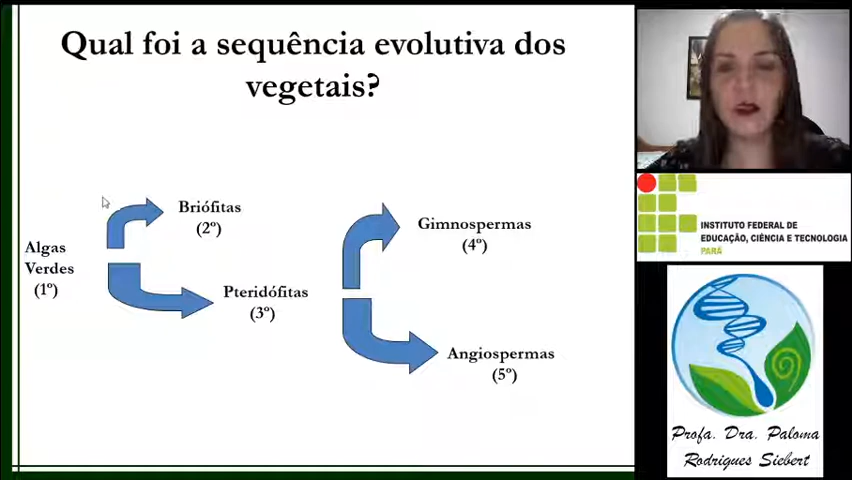 Qual foi a sequência evolutiva dos
vegetais?
Briófitas
(2º)
Gimnospermas
(4º)
Algas
Verdes
(1º)
Pteridófitas
(3º)
Angiospermas
(5º)
INSTITUTO FEDERAL DE
EDUCAÇÃO, CIÊNCIA E TECNOLOGIA
PARÁ
Profa. Dra. Paloma
Rodrigues Siebert